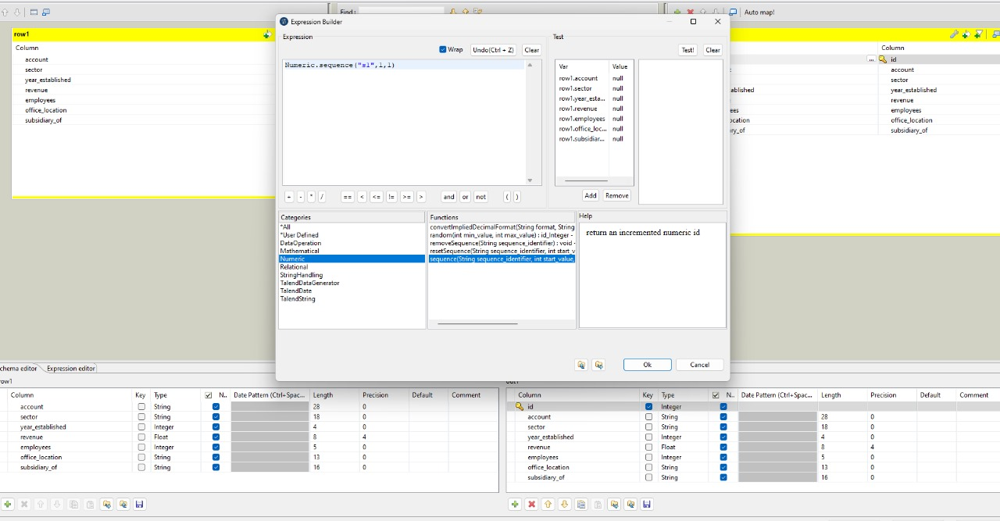 Find :
Auto map!
Expression Builder
row1
Column
account
sector
year_established
revenue
employees
office_location
subsidiary_of
Expression
Wrap
Undo(Ctrl + Z)
Clear
Numeric.sequence("s1",1,1)
+ - * / == < <= != >= > and or not ( )
Test
Test!
Clear
Var Value
row1.account null
row1.sector null
row1.year_esta... null
row1.revenue null
row1.employees null
row1.office_loc... null
row1.subsidiar... null
Add
Remove
Categories
*All
*User Defined
DataOperation
Mathematical
Numeric
Relational
StringHandling
TalendDataGenerator
TalendDate
TalendString
Functions
convertImpliedDecimalFormat(String format, String
random(int min_value, int max_value) : id_Integer -
removeSequence(String sequence_identifier) : void -
resetSequence(String sequence_identifier, int start_v
sequence(String sequence_identifier, int start_value,
Help
return an incremented numeric id
Ok
Cancel
Column
... id
account
sector
ablished year_established
revenue
ees employees
ocation office_location
ry_of subsidiary_of
chema editor Expression editor
row1
Column Key Type N.. Date Pattern (Ctrl+Spac... Length Precision Default Comment
account String 28 0
sector String 18 0
year_established Integer 4 0
revenue Float 8 4
employees Integer 5 0
office_location String 13 0
subsidiary_of String 16 0
Column Key Type N.. Date Pattern (Ctrl+Spac... Length Precision Default Comment
id Integer
account String 28 0
sector String 18 0
year_established Integer 4 0
revenue Float 8 4
employees Integer 5 0
office_location String 13 0
subsidiary_of String 16 0